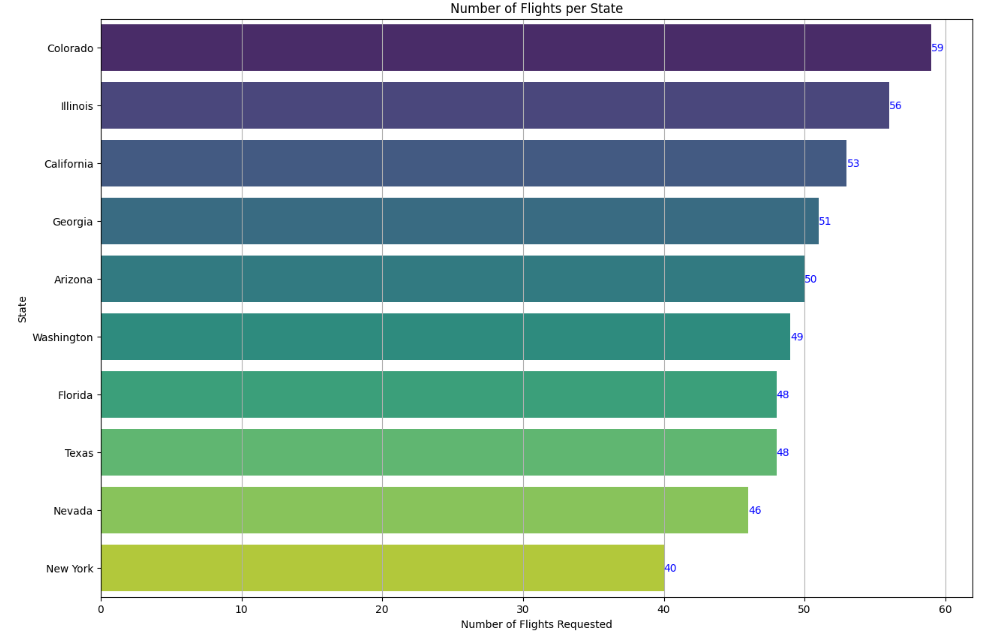 Number of Flights per State
State
Colorado 59
Illinois 56
California 53
Georgia 51
Arizona 50
Washington 49
Florida 48
Texas 48
Nevada 46
New York 40
0 10 20 30 40 50 60
Number of Flights Requested